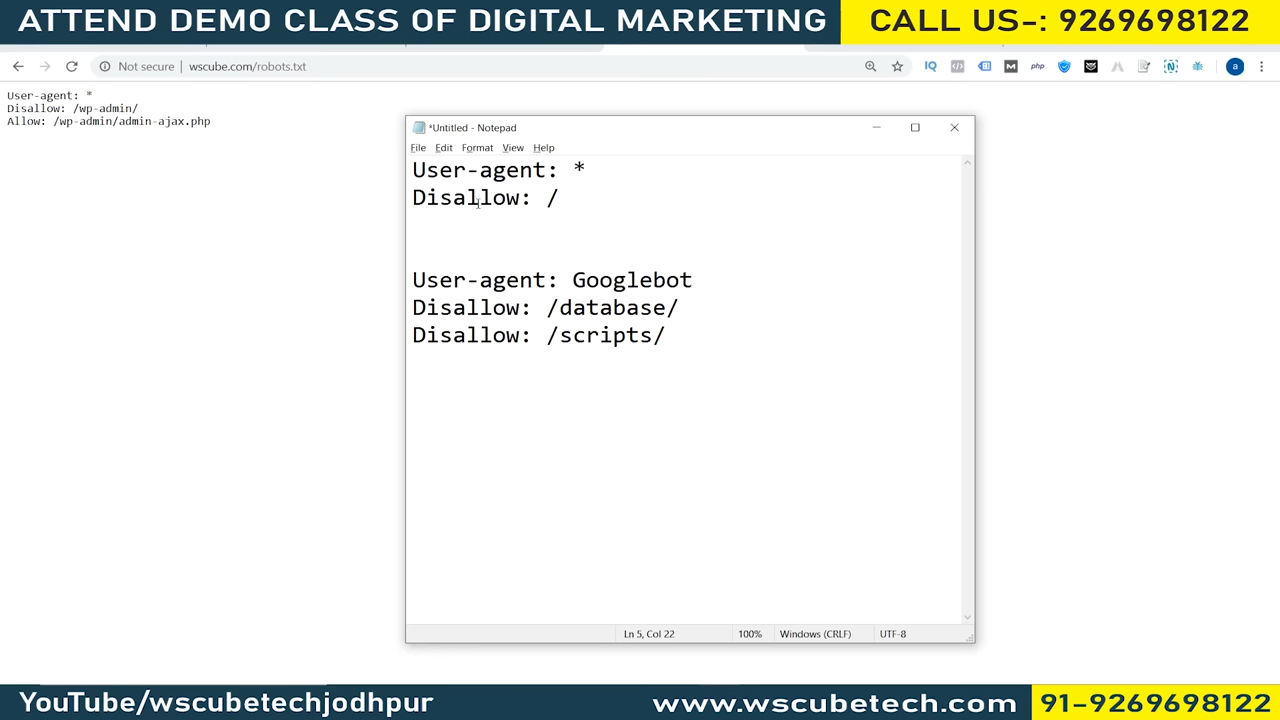 ATTEND DEMO CLASS OF DIGITAL MARKETING
CALL US-: 9269698122
Not secure | wscube.com/robots.txt
IQ
M
php
a
User-agent: *
Disallow: /wp-admin/
Allow: /wp-admin/admin-ajax.php
*Untitled - Notepad
File Edit Format View Help
User-agent: *
Disallow: /
User-agent: Googlebot
Disallow: /database/
Disallow: /scripts/
Ln 5, Col 22 100% Windows (CRLF) UTF-8
YouTube/wscubetechjodhpur
www.wscubetech.com
91-9269698122